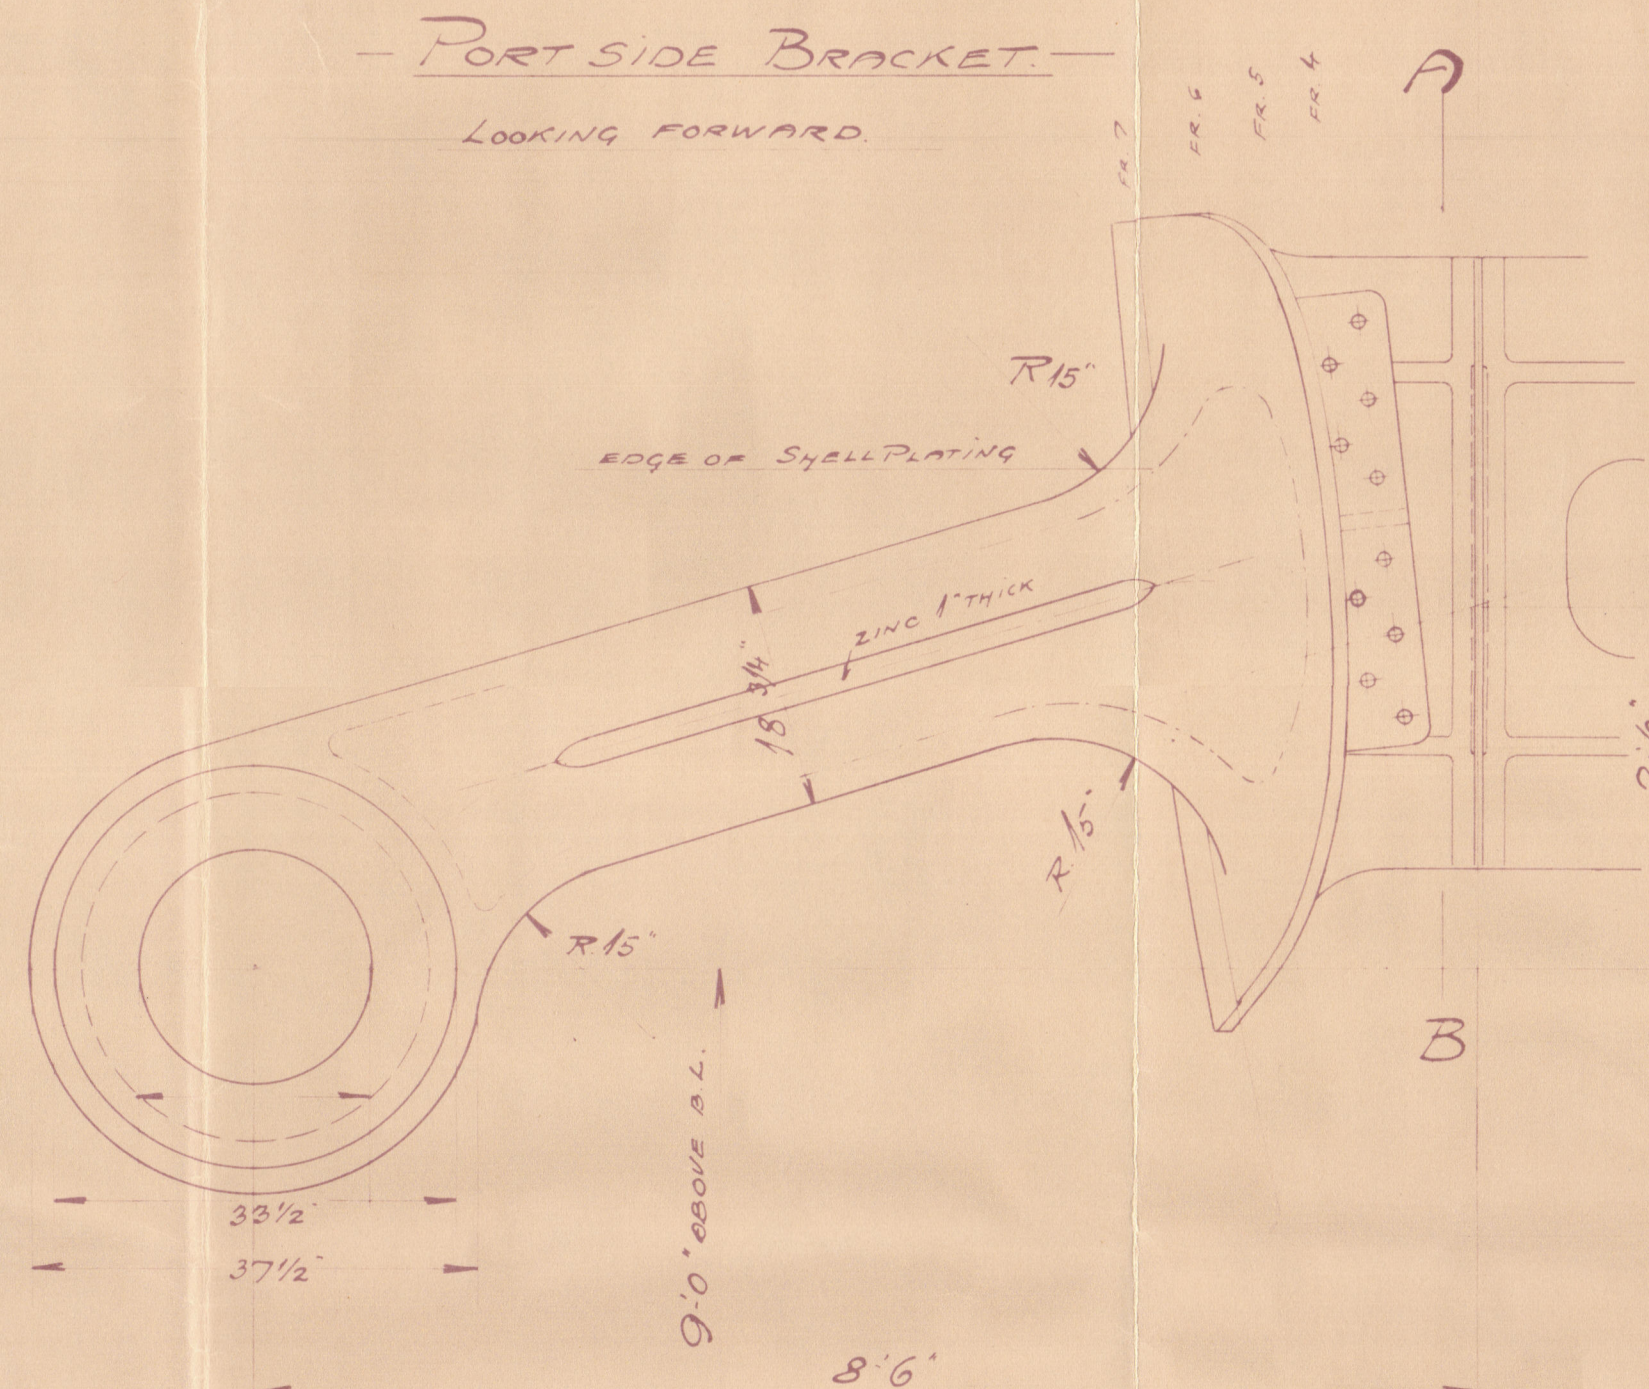 — PORT SIDE BRACKET. —
LOOKING FORWARD.
FR. 7
FR. 6
FR. 5
FR. 4
A
R 15"
EDGE OF SHELL PLATING
ZINC 1" THICK
18 3/4"
R. 15"
R. 15"
B
9'-0" ABOVE B.L.
33 1/2"
37 1/2"
8'-6"